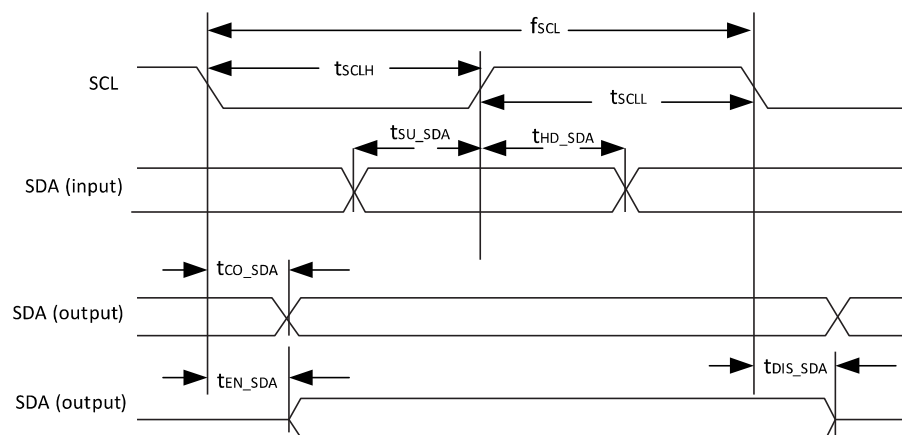 fSCL
tSCLH
SCL
tSCLL
tSU_SDA
tHD_SDA
SDA (input)
tCO_SDA
SDA (output)
tEN_SDA
tDIS_SDA
SDA (output)